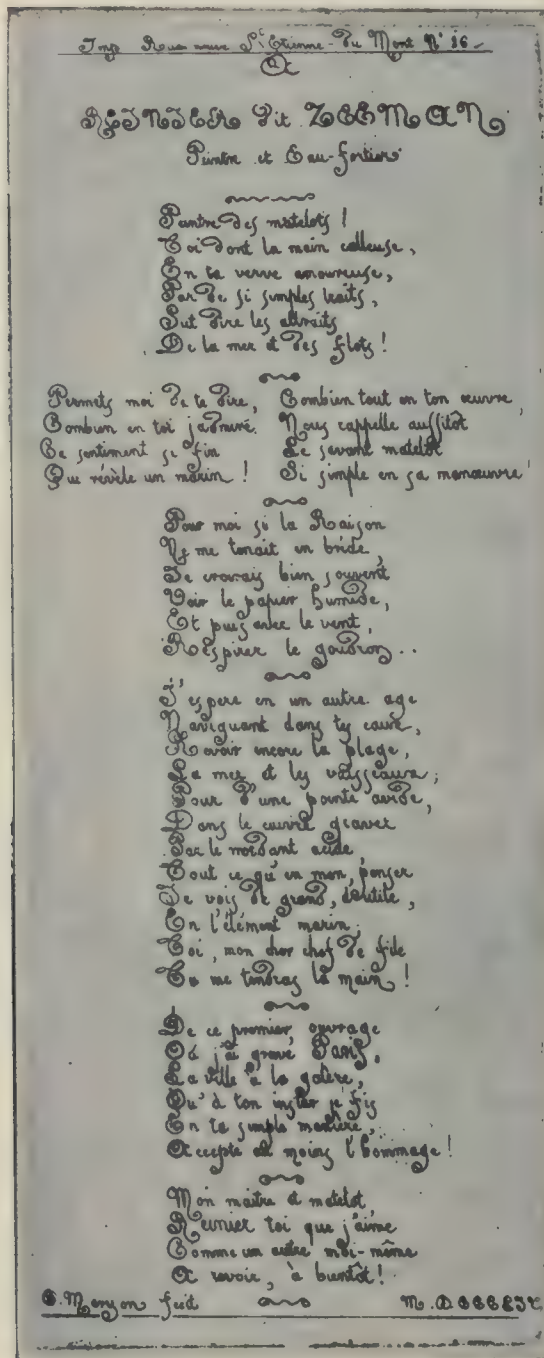 Imp Rue neuve St Etienne-du Mont N° 26
A
REINIER dit ZEEMAN
Peintre et Eau-fortier
Peintre des matelots !
Toi dont la main calleuse,
En ta verve amoureuse,
Par de si simples traits,
Sut dire les attraits
De la mer et des flots !
Permets moi de te dire,
Combien en toi j'admire
Ce sentiment si fin
Qui révèle un marin !
Combien tout en ton œuvre,
Nous rappelle aussitôt
Le savant matelot
Si simple en sa manœuvre !
Pour moi si la Raison
Ne me tenait en bride,
Je croirais bien souvent
Voir le papier humide,
Et puis avec le vent,
Respirer le goudron..
J'espere en un autre age
Naviguant dans tes eaux,
Revoir encore la plage,
La mer et les vaisseaux ;
Pour d'une pointe avide,
Dans le cuivre graver
Par le mordant acide,
Tout ce qu'en mon penser
Je vois de grand, d'utile,
En l'élément marin ;
Toi, mon cher chef de file
Tu me tendras la main !
De ce premier ouvrage
Où j'ai gravé Paris,
La ville à la galère,
Qu'à ton instar je fis
En ta simple manière,
Accepte au moins l'hommage !
Mon maître et matelot,
Reinier toi que j'aime
Comme un autre moi-même
A revoir, à bientôt !
C. Meryon fecit